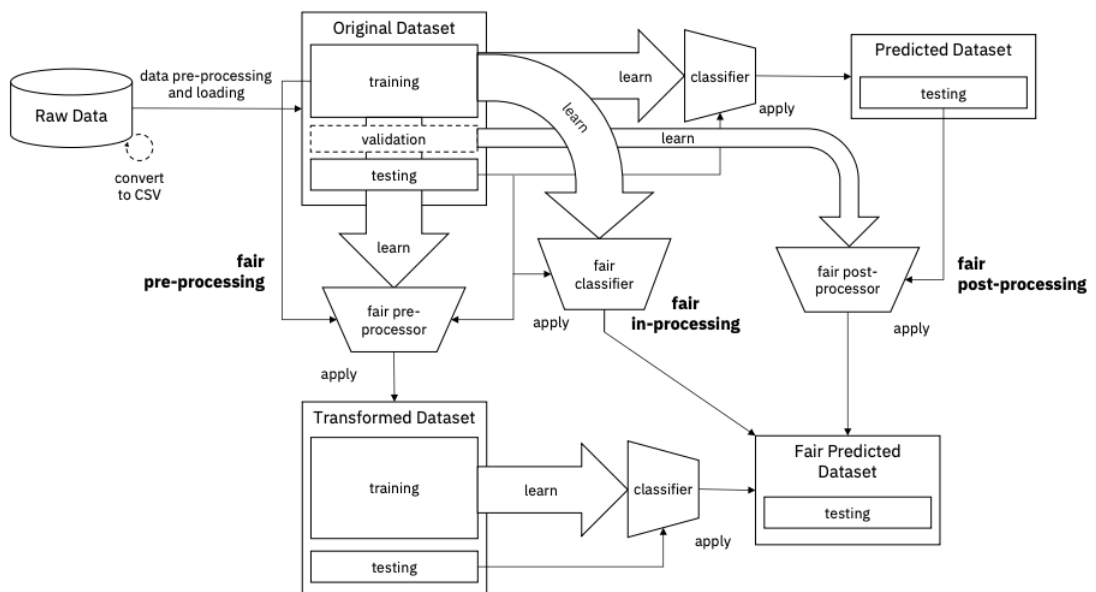 Original Dataset
training
validation
testing
Raw Data
data pre-processing
and loading
convert
to CSV
learn
classifier
apply
Predicted Dataset
testing
learn
learn
learn
fair
pre-processing
fair pre-
processor
apply
fair
classifier
apply
fair
in-processing
fair post-
processor
apply
fair
post-processing
Transformed Dataset
training
testing
learn
classifier
apply
Fair Predicted
Dataset
testing